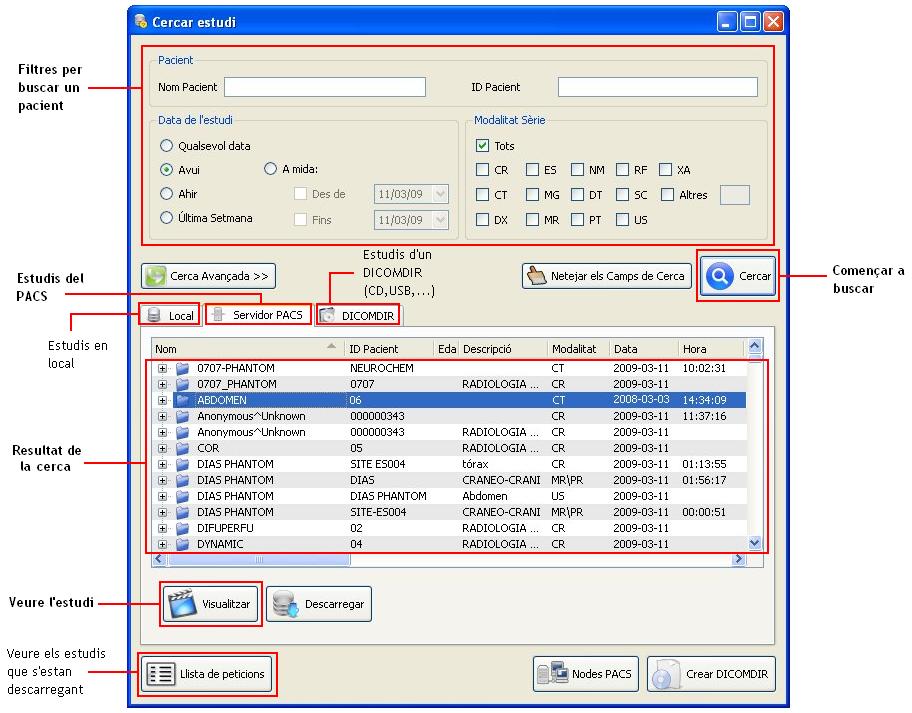 Cercar estudi
Filtres per
buscar un
pacient
Pacient
Nom Pacient
ID Pacient
Data de l'estudi
Qualsevol data
Avui
A mida:
Ahir
Des de
11/03/09
Última Setmana
Fins
11/03/09
Modalitat Sèrie
Tots
CR ES NM RF XA
CT MG DT SC Altres
DX MR PT US
Estudis del
PACS
Estudis d'un
DICOMDIR
(CD,USB,...)
Cerca Avançada >>
Netejar els Camps de Cerca
Cercar
Començar a
buscar
Estudis en
local
Local
Servidor PACS
DICOMDIR
Nom ID Pacient Eda Descripció Modalitat Data Hora
0707-PHANTOM NEUROCHEM CT 2009-03-11 10:02:31
0707_PHANTOM 0707 RADIOLOGIA ... CR 2009-03-11
ABDOMEN 06 CT 2008-03-03 14:34:09
Anonymous^Unknown 000000343 CR 2009-03-11 11:37:16
Anonymous^Unknown 000000343 RADIOLOGIA ... CR 2009-03-11
COR 05 RADIOLOGIA ... CR 2009-03-11
DIAS PHANTOM SITE ES004 tórax CR 2009-03-11 01:13:55
DIAS PHANTOM DIAS CRANEO-CRANI MR\PR 2009-03-11 01:56:17
DIAS PHANTOM DIAS PHANTOM Abdomen US 2009-03-11
DIAS PHANTOM SITE-ES004 CRANEO-CRANI MR\PR 2009-03-11 00:00:51
DIFUPERFU 02 RADIOLOGIA ... CR 2009-03-11
DYNAMIC 04 RADIOLOGIA ... CR 2009-03-11
Resultat de
la cerca
Veure l'estudi
Visualitzar
Descarregar
Veure els estudis
que s'estan
descarregant
Llista de peticions
Nodes PACS
Crear DICOMDIR